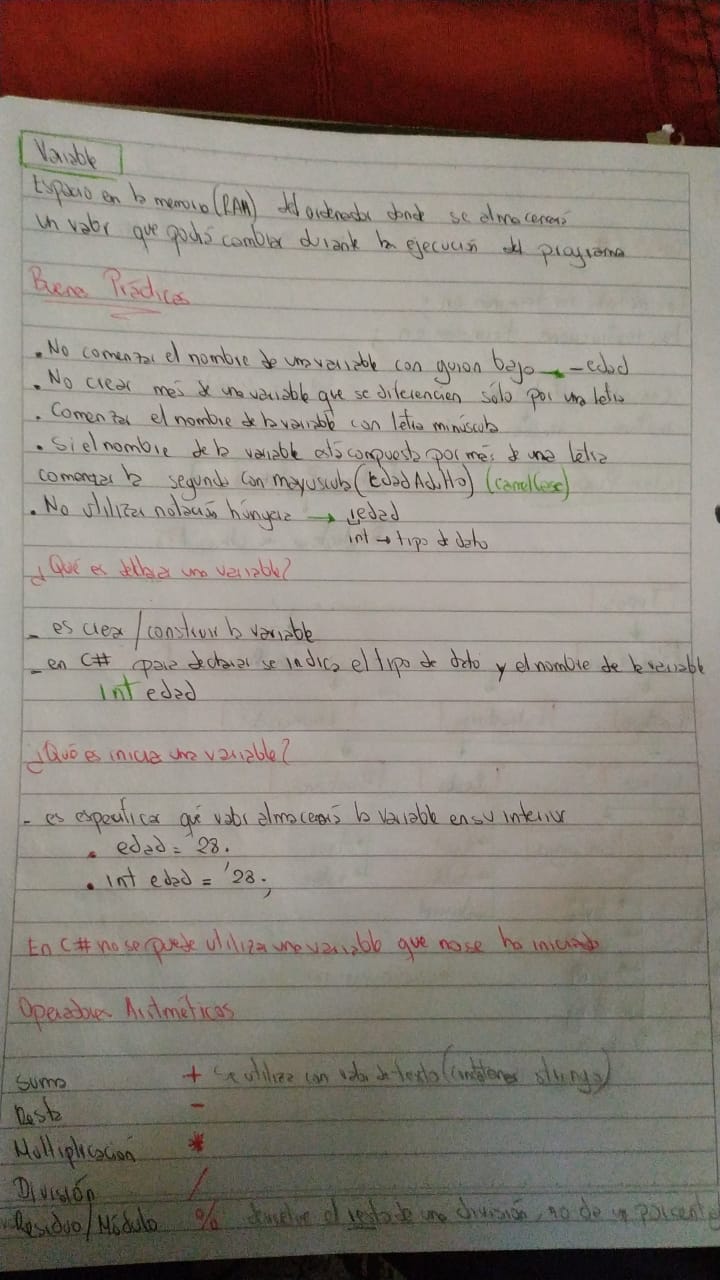 Variable
Espacio en la memoria (RAM) del ordenador donde se almacenará
un valor que podrá cambiar durante la ejecución del programa
Buenas Prácticas
• No comenzar el nombre de una variable con guion bajo → -edad
• No crear más de una variable que se diferencien sólo por una letra
• Comenzar el nombre de la variable con letra minúscula
• Si el nombre de la variable está compuesta por más de una letra
comenzar la segunda con mayuscula (EdadAdulto) (camelCase)
• No utilizar notación húngara → iedad
int → tipo de dato
¿Qué es declarar una variable?
- es crear / construir la variable
- en C# para declarar se indica el tipo de dato y el nombre de la variable
int edad
¿Qué es iniciar una variable?
- es especificar qué valor almacenará la variable en su interior
• edad = 28.
• int edad = 28;
En C# no se puede utilizar una variable que no se ha iniciado
Operadores Aritméticos
Suma + se utiliza con valor de texto ( strings)
Resta -
Multiplicación *
División /
Residuo/Módulo % devuelve el resto de una división, no de un